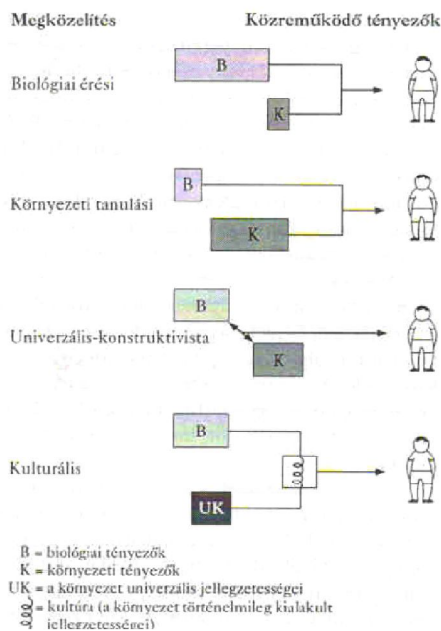 Megközelítés Közreműködő tényezők
B
Biológiai érési
K
B
Környezeti tanulási
K
B
Univerzális-konstruktivista
K
B
Kulturális
UK
B = biológiai tényezők
K = környezeti tényezők
UK = a környezet univerzális jellegzetességei
= kultúra (a környezet történelmileg kialakult
jellegzetességei)